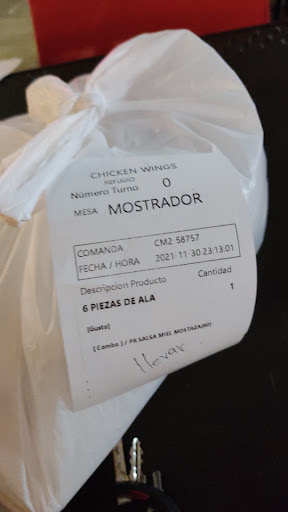 CHICKEN WINGS
REFUGIO
Número Turno 0
MESA MOSTRADOR
COMANDA CM2 58757
FECHA / HORA 2021-11-30 23:13:01
Descripcion Producto Cantidad
6 PIEZAS DE ALA 1
[Gusto]
[ Combo ] / PR SALSA MIEL MOSTAZA(80)
llevar